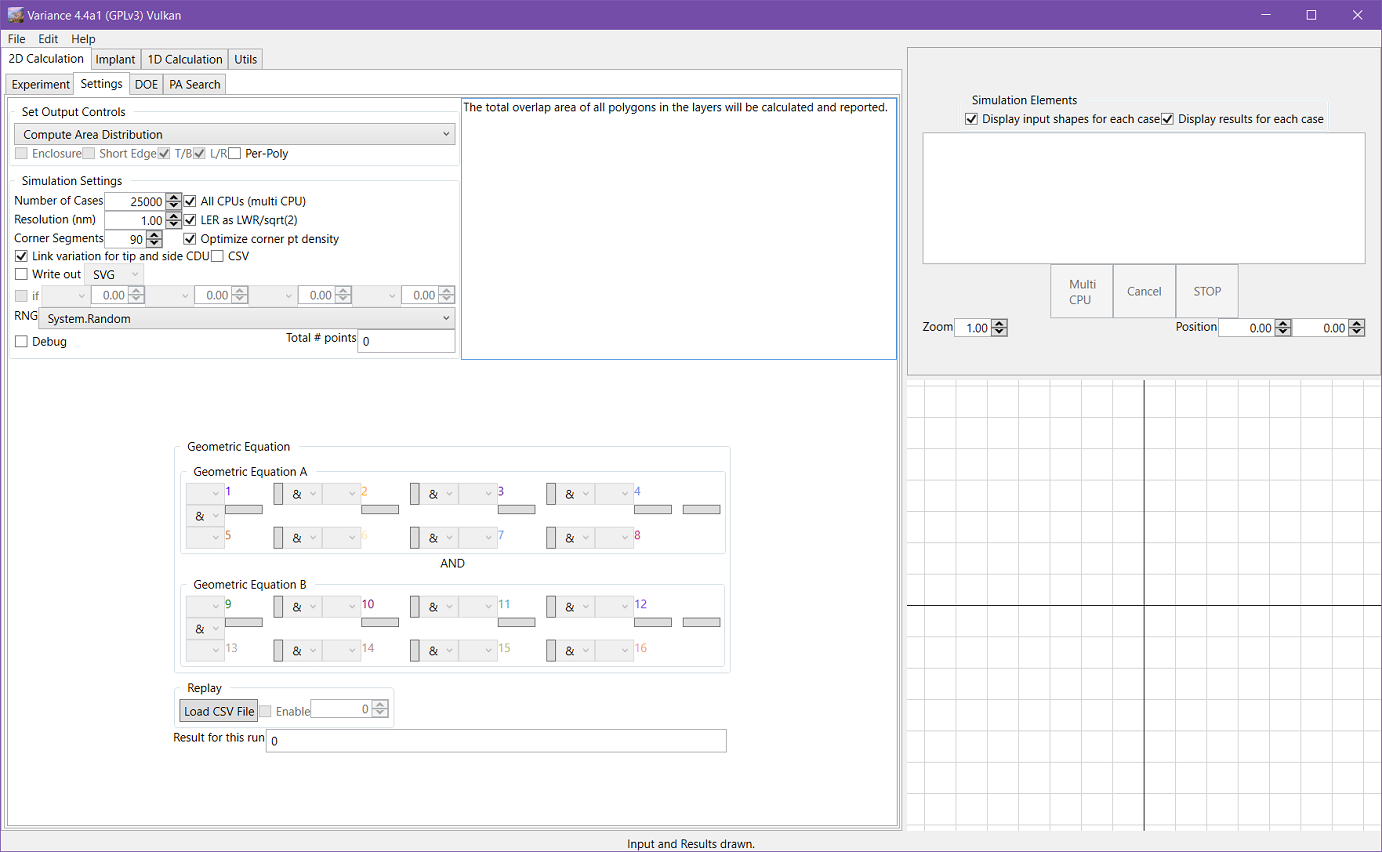 Variance 4.4a1 (GPLv3) Vulkan
File Edit Help
2D Calculation Implant 1D Calculation Utils
Experiment Settings DOE PA Search
Set Output Controls
Compute Area Distribution
Enclosure Short Edge T/B L/R Per-Poly
The total overlap area of all polygons in the layers will be calculated and reported.
Simulation Settings
Number of Cases 25000 All CPUs (multi CPU)
Resolution (nm) 1.00 LER as LWR/sqrt(2)
Corner Segments 90 Optimize corner pt density
Link variation for tip and side CDU CSV
Write out SVG
if 0.00 0.00 0.00 0.00
RNG System.Random
Debug Total # points 0
Geometric Equation
Geometric Equation A
1 & 2 & 3 & 4
&
5 & 6 & 7 & 8
AND
Geometric Equation B
9 & 10 & 11 & 12
&
13 & 14 & 15 & 16
Replay
Load CSV File Enable 0
Result for this run 0
Simulation Elements
Display input shapes for each case Display results for each case
Multi CPU Cancel STOP
Zoom 1.00 Position 0.00 0.00
Input and Results drawn.